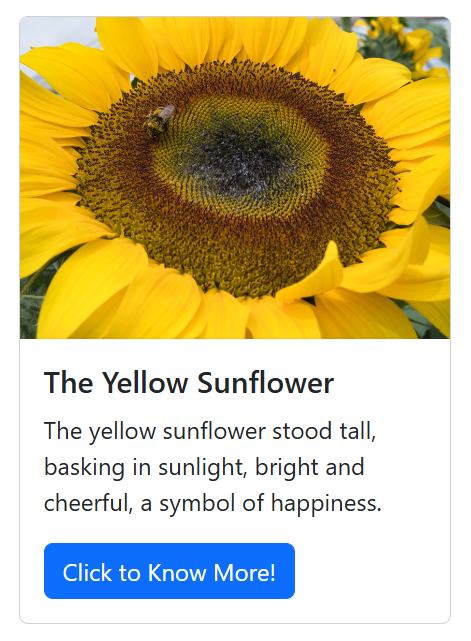 The Yellow Sunflower
The yellow sunflower stood tall,
basking in sunlight, bright and
cheerful, a symbol of happiness.
Click to Know More!